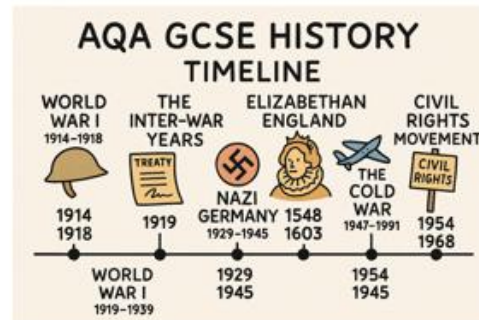 AQA GCSE HISTORY
TIMELINE
WORLD
WAR I
1914–1918
1914
1918
THE
INTER-WAR
YEARS
TREATY
1919
WORLD
WAR I
1919–1939
NAZI
GERMANY
1929–1945
1929
1945
ELIZABETHAN
ENGLAND
1548
1603
THE
COLD
WAR
1947–1991
1954
1945
CIVIL
RIGHTS
MOVEMENT
CIVIL
RIGHTS
1954
1968